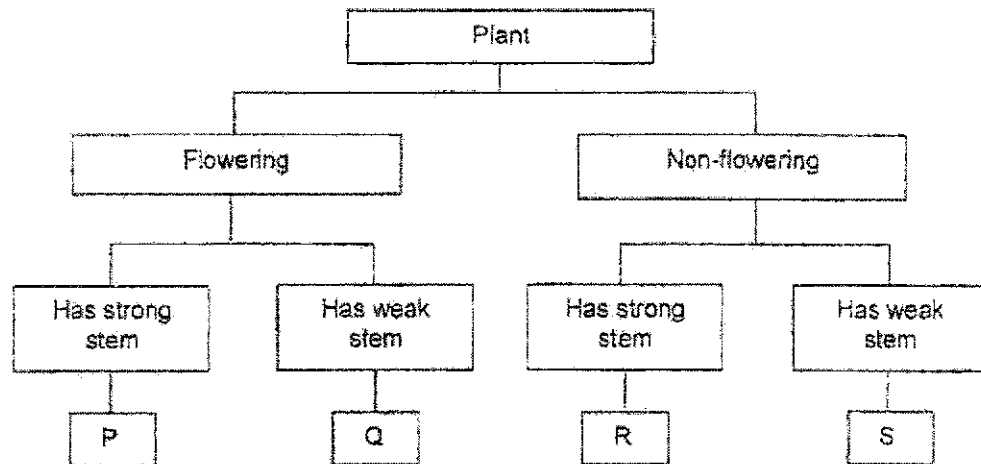 Plant
Flowering
Non-flowering
Has strong
stem
Has weak
stem
Has strong
stem
Has weak
stem
P
Q
R
S